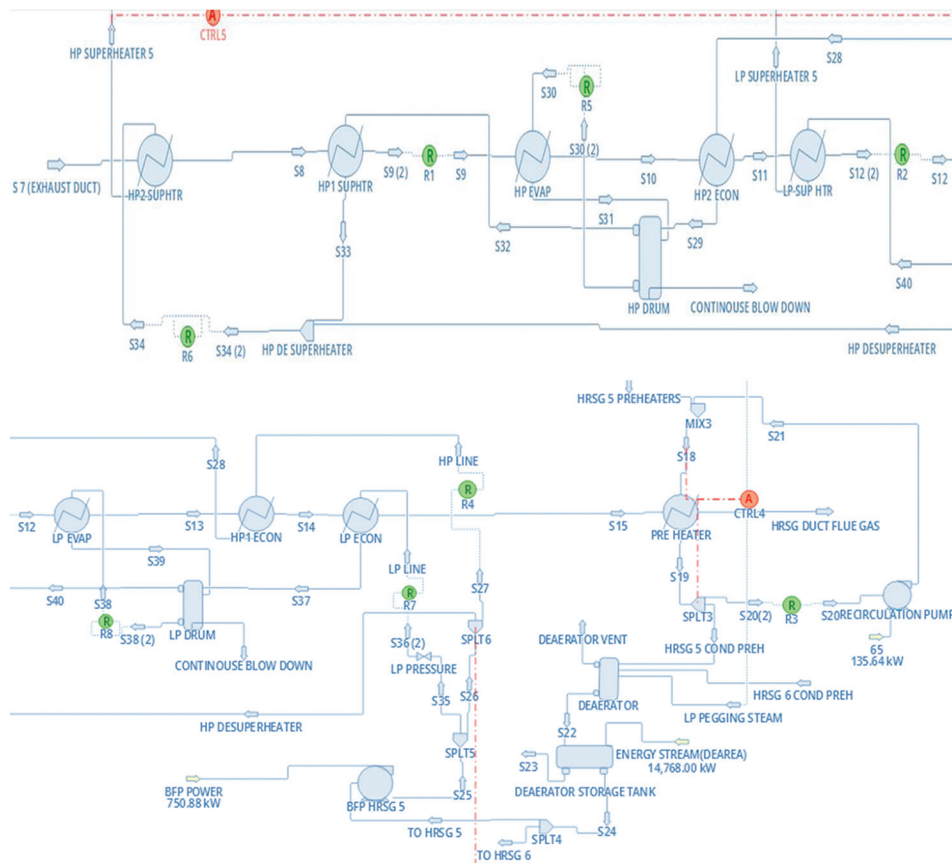 A
CTRL5
HP SUPERHEATER 5
S28
LP SUPERHEATER 5
S30
R
R5
S30 (2)
S 7 (EXHAUST DUCT)
HP2 SUPHTR
S8
HP1 SUPHTR
S9 (2)
R
R1
S9
HP EVAP
S10
HP2 ECON
S11
LP SUP HTR
S12 (2)
R
R2
S12
S31
S32
S29
S33
HP DRUM
S40
CONTINOUSE BLOW DOWN
S34
R
R6
S34 (2)
HP DE SUPERHEATER
HP DESUPERHEATER
HRSG 5 PREHEATERS
MIX3
S21
S18
HP LINE
S28
R
R4
A
CTRL4
S12
LP EVAP
S13
HP1 ECON
S14
LP ECON
S15
PRE HEATER
HRSG DUCT FLUE GAS
S39
LP LINE
S19
S40
S38
S37
S27
R
R7
R
R8
S38 (2)
LP DRUM
S36 (2)
SPLT6
SPLT3
S20(2)
R
R3
S20
RECIRCULATION PUMP
65
135.64 kW
CONTINOUSE BLOW DOWN
LP PRESSURE
DEAERATOR VENT
HRSG 5 COND PREH
S35
S26
HRSG 6 COND PREH
DEAERATOR
LP PEGGING STEAM
HP DESUPERHEATER
S22
SPLT5
S23
ENERGY STREAM(DEAREA)
14,768.00 kW
BFP POWER
750.88 kW
BFP HRSG 5
S25
DEAERATOR STORAGE TANK
TO HRSG 5
SPLT4
S24
TO HRSG 6